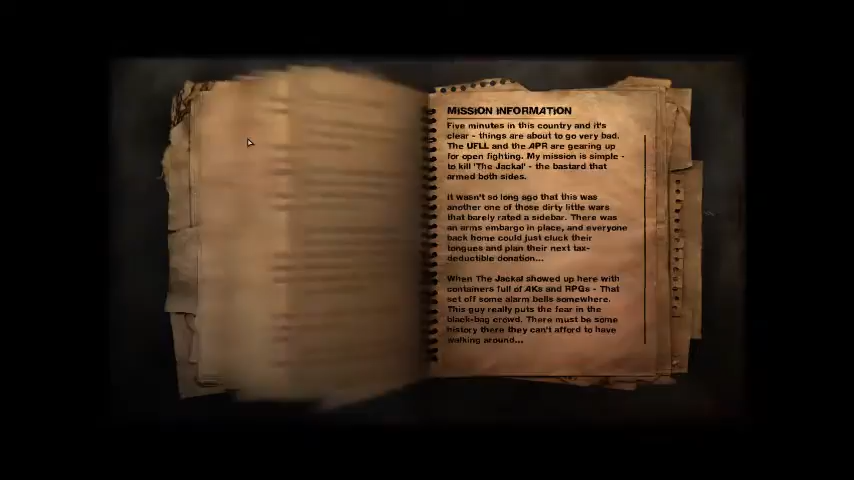 MISSION INFORMATION
Five minutes in this country and it's
clear - things are about to go very bad.
The UFLL and the APR are gearing up
for open fighting. My mission is simple -
to kill 'The Jackal' - the bastard that
armed both sides.
It wasn't so long ago that this was
another one of those dirty little wars
that barely rated a sidebar. There was
an arms embargo in place, and everyone
back home could just cluck their
tongues and plan their next tax-
deductible donation...
When The Jackal showed up here with
containers full of AKs and RPGs - That
set off some alarm bells somewhere.
This guy really puts the fear in the
black-bag crowd. There must be some
history there they can't afford to have
walking around...